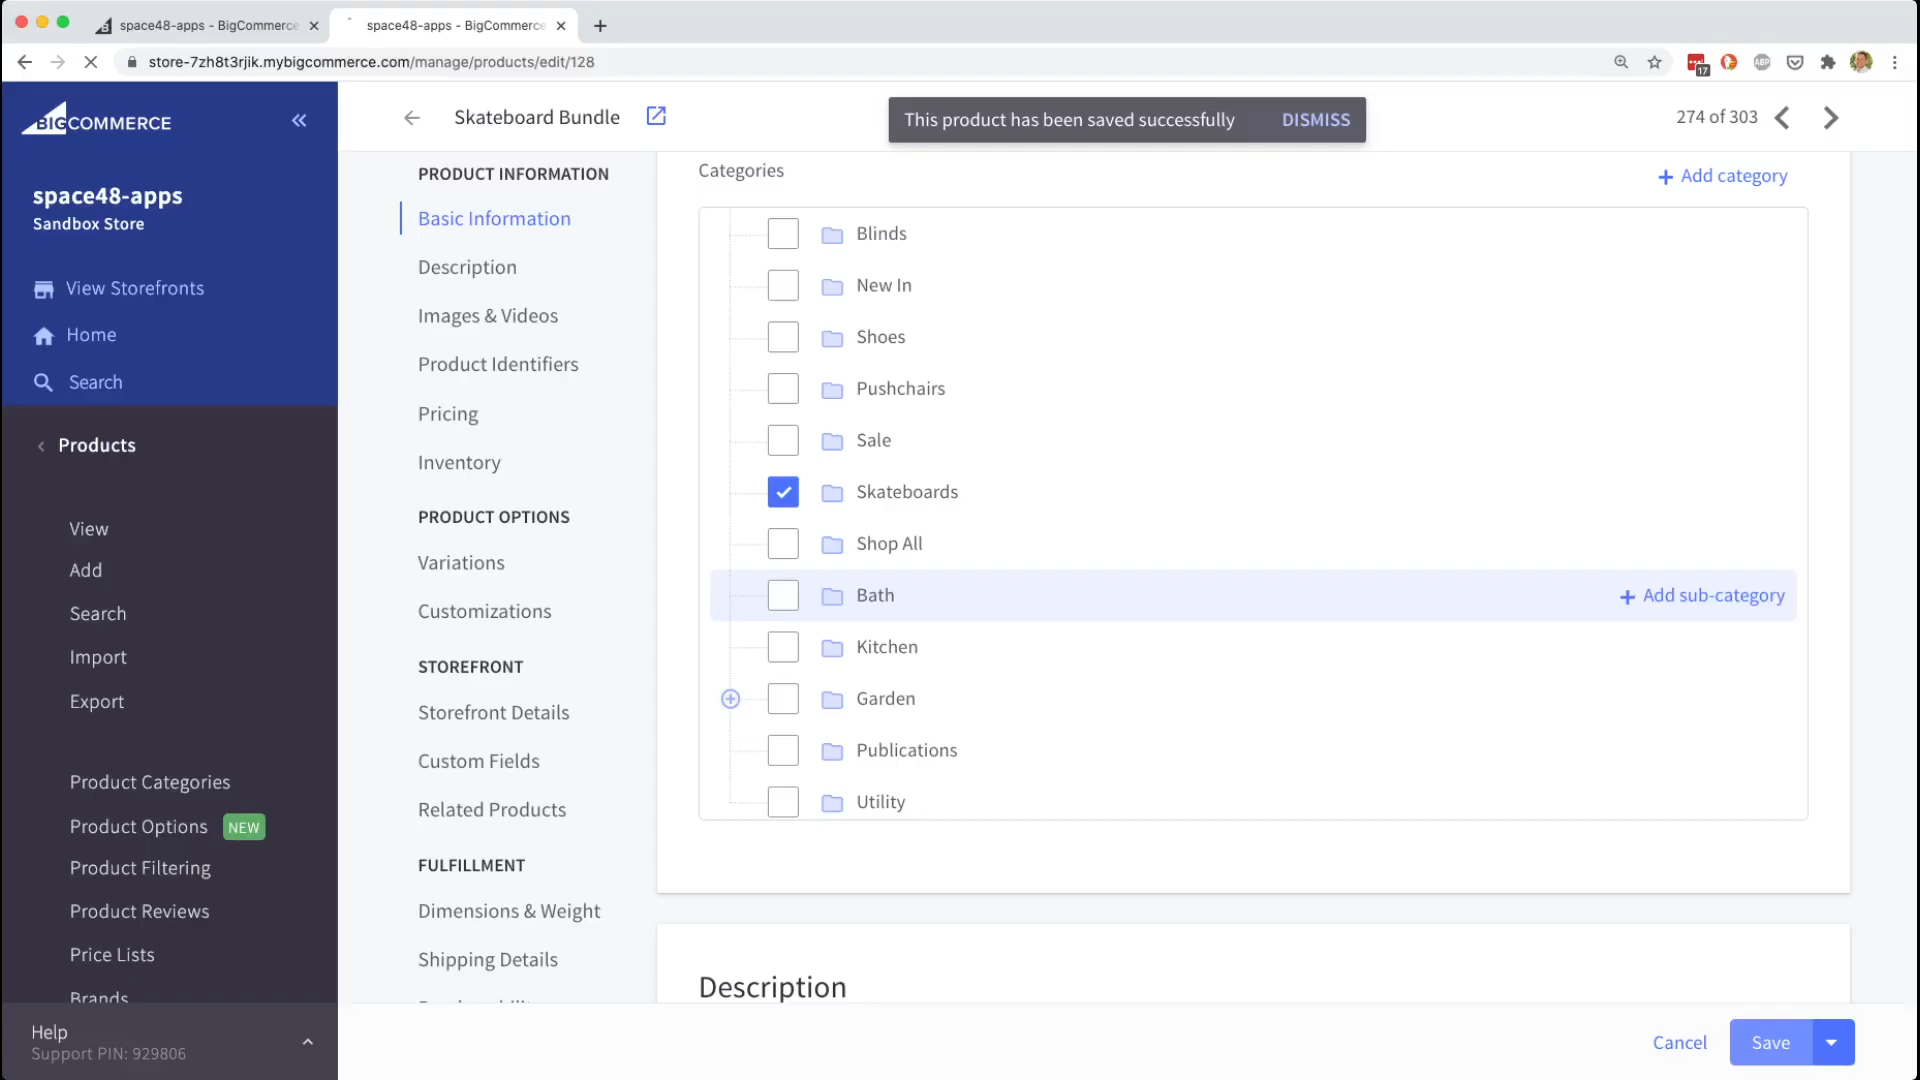 space48-apps - BigCommerce
space48-apps - BigCommerce
store-7zh8t3rjik.mybigcommerce.com/manage/products/edit/128
17
ABP
BIGCOMMERCE
space48-apps
Sandbox Store
View Storefronts
Home
Search
Products
View
Add
Search
Import
Export
Product Categories
Product Options NEW
Product Filtering
Product Reviews
Price Lists
Brands
Help
Support PIN: 929806
Skateboard Bundle
This product has been saved successfully DISMISS
274 of 303
PRODUCT INFORMATION
Basic Information
Description
Images & Videos
Product Identifiers
Pricing
Inventory
PRODUCT OPTIONS
Variations
Customizations
STOREFRONT
Storefront Details
Custom Fields
Related Products
FULFILLMENT
Dimensions & Weight
Shipping Details
Categories
+ Add category
Blinds
New In
Shoes
Pushchairs
Sale
Skateboards
Shop All
Bath
+ Add sub-category
Kitchen
Garden
Publications
Utility
Description
Cancel
Save